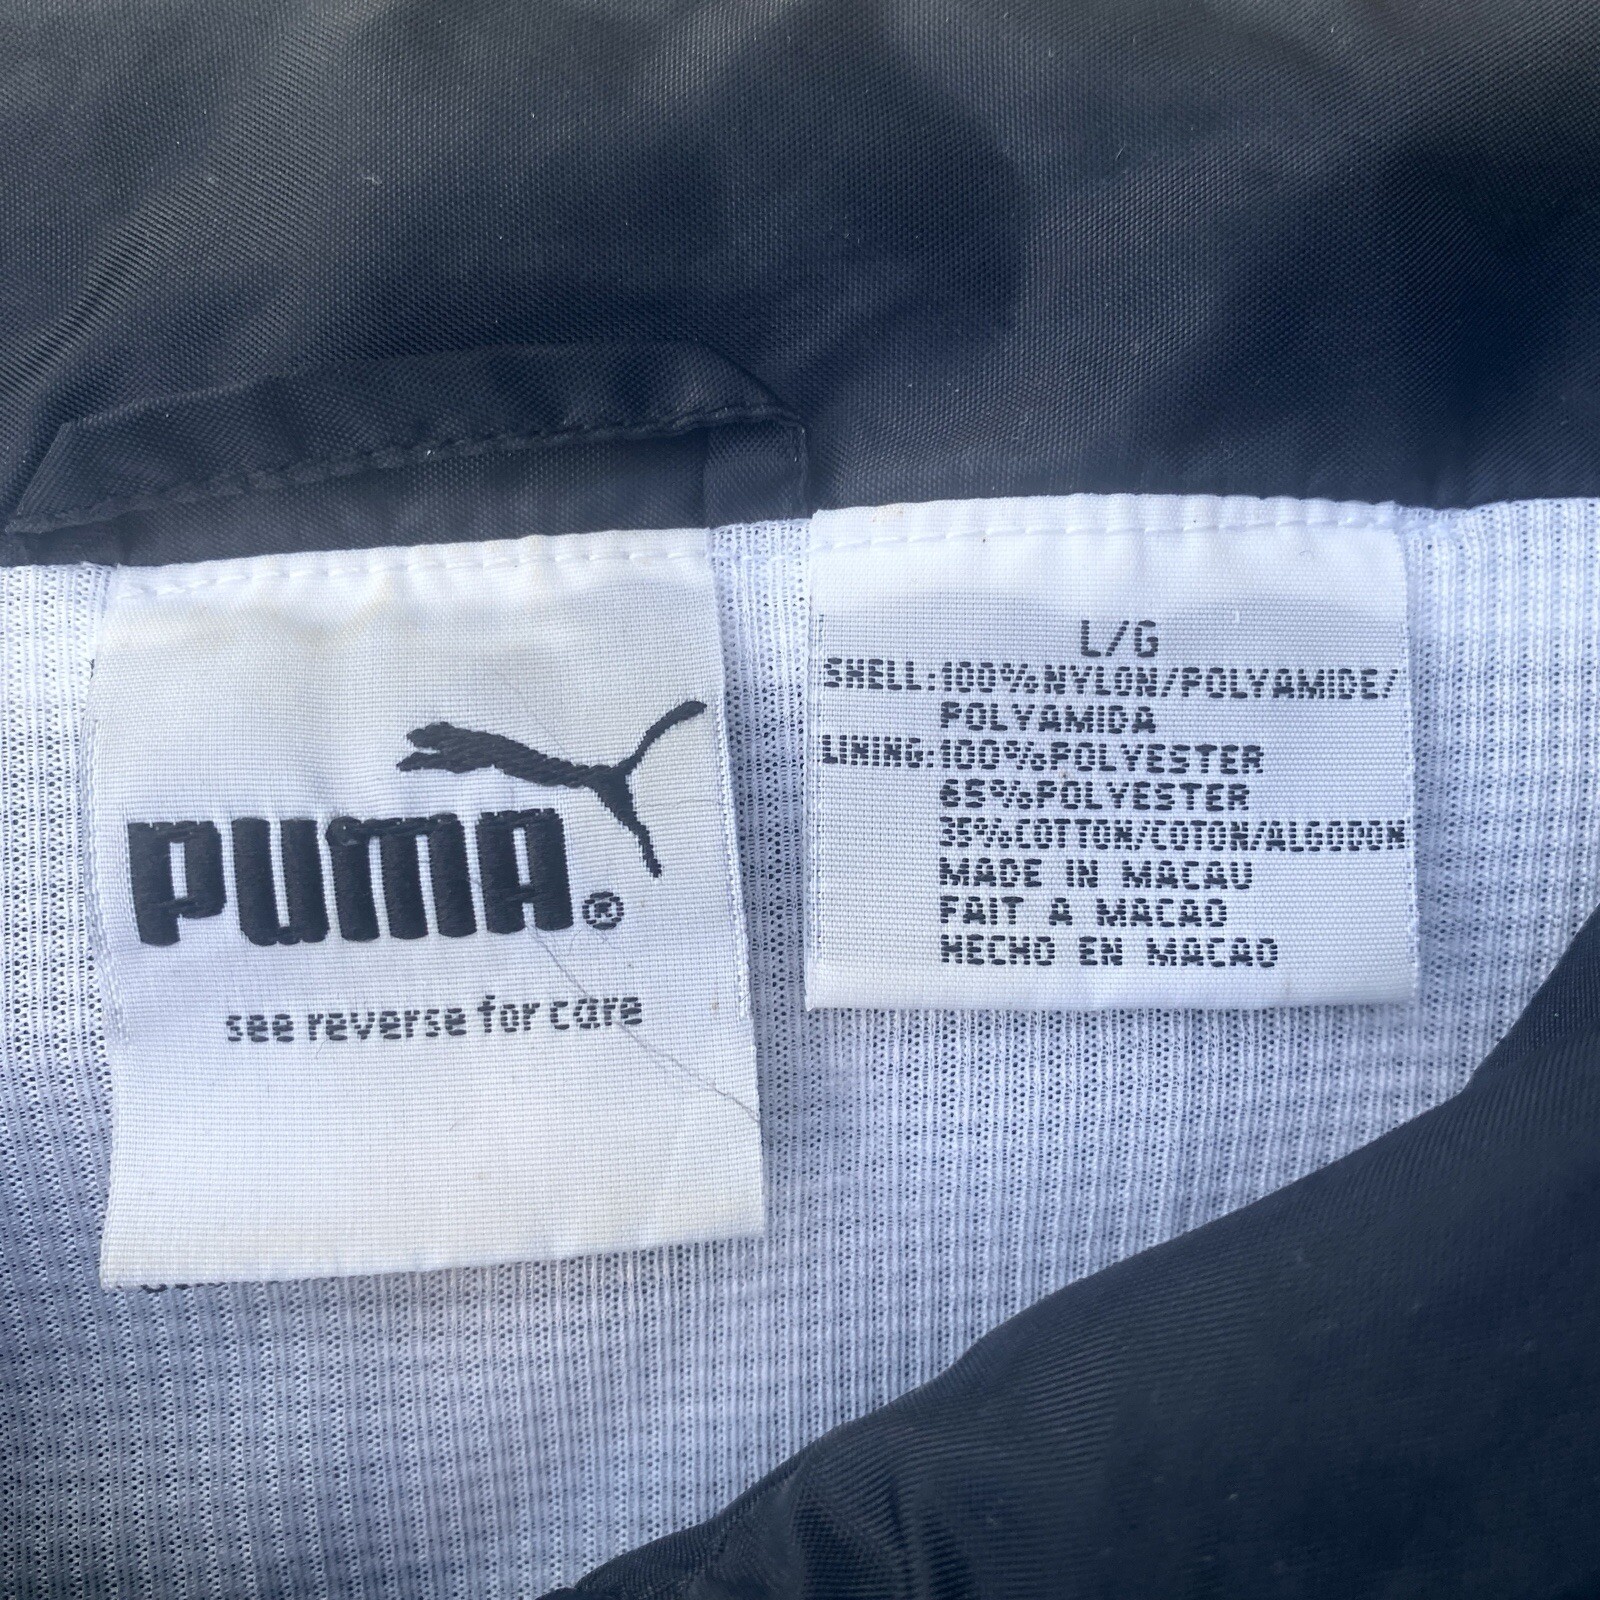 PUMA®
see reverse for care
L/G
SHELL:100%NYLON/POLYAMIDE/
POLYAMIDA
LINING:100%POLYESTER
65%POLYESTER
35%COTTON/COTON/ALGODON
MADE IN MACAU
FAIT A MACAO
HECHO EN MACAO